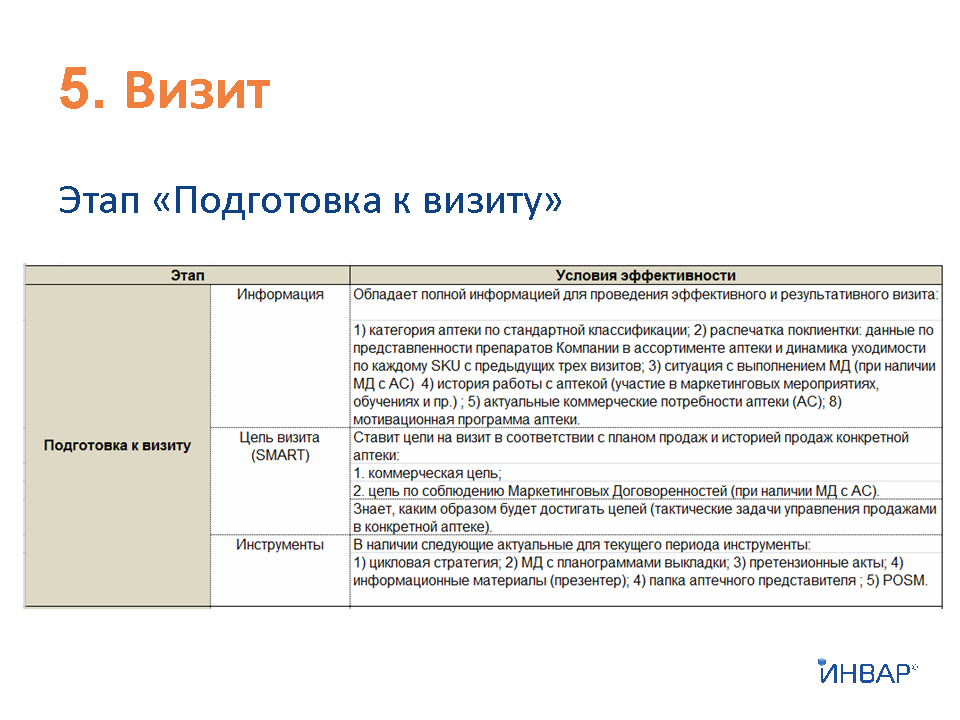 5. Визит
Этап «Подготовка к визиту»
Этап
Условия эффективности
Подготовка к визиту
Информация
Обладает полной информацией для проведения эффективного и результативного визита:
1) категория аптеки по стандартной классификации; 2) распечатка поклиентки: данные по
представленности препаратов Компании в ассортименте аптеки и динамика уходимости
по каждому SKU с предыдущих трех визитов; 3) ситуация с выполнением МД (при наличии
МД с АС) 4) история работы с аптекой (участие в маркетинговых мероприятиях,
обучениях и пр.) ; 5) актуальные коммерческие потребности аптеки (АС); 8)
мотивационная программа аптеки.
Цель визита
(SMART)
Ставит цели на визит в соответствии с планом продаж и историей продаж конкретной
аптеки:
1. коммерческая цель;
2. цель по соблюдению Маркетинговых Договоренностей (при наличии МД с АС).
Знает, каким образом будет достигать целей (тактические задачи управления продажами
в конкретной аптеке).
Инструменты
В наличии следующие актуальные для текущего периода инструменты:
1) цикловая стратегия; 2) МД с планограммами выкладки; 3) претензионные акты; 4)
информационные материалы (презентер); 4) папка аптечного представителя ; 5) POSM.
ИНВАР®